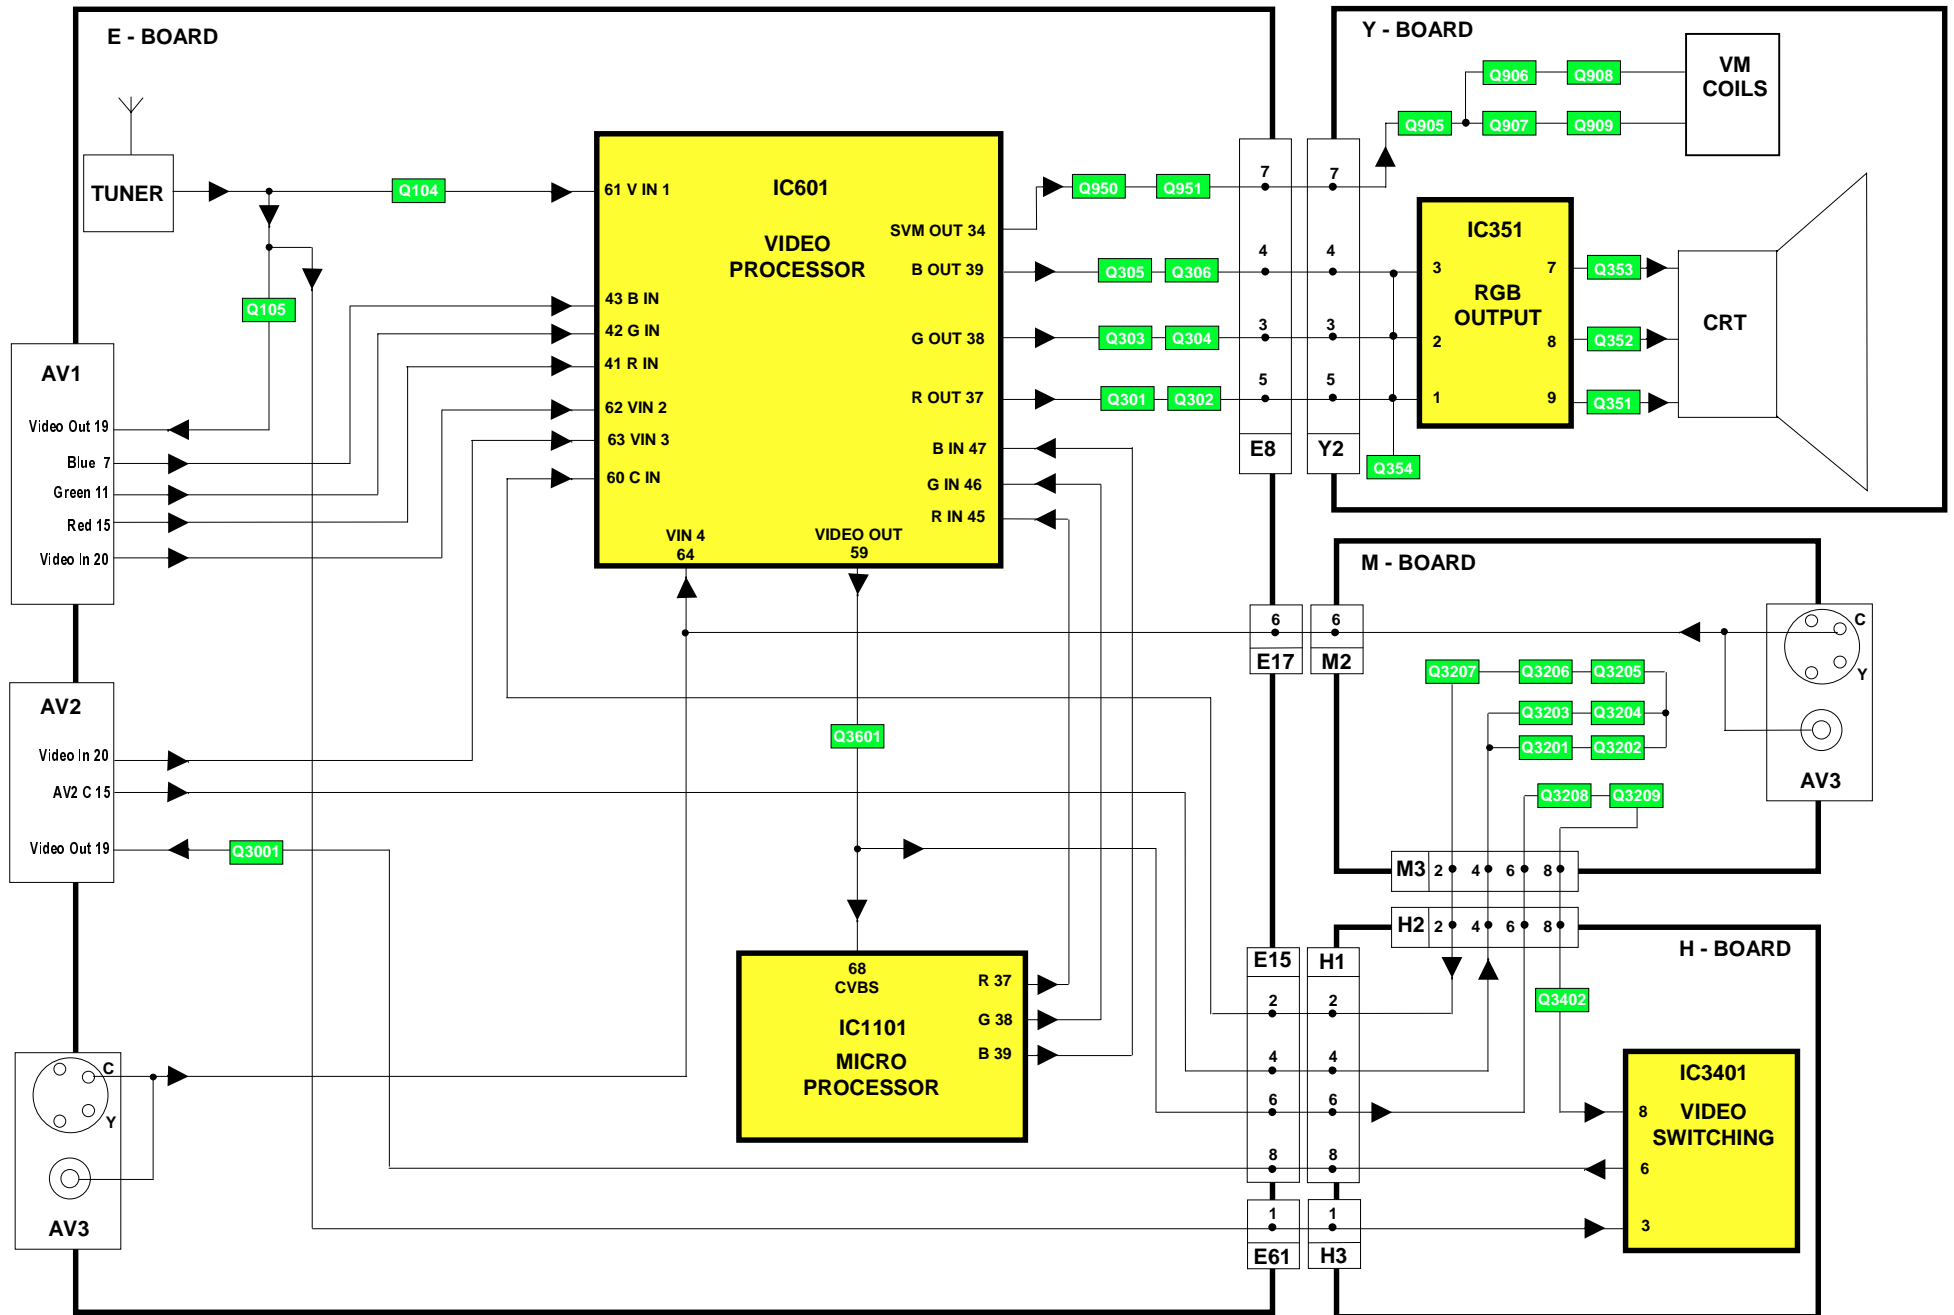 E - BOARD
TUNER
Q104
Q105
61 V IN 1
IC601
VIDEO
PROCESSOR
43 B IN
42 G IN
41 R IN
62 VIN 2
63 VIN 3
60 C IN
VIN 4
64
VIDEO OUT
59
SVM OUT 34
B OUT 39
G OUT 38
R OUT 37
B IN 47
G IN 46
R IN 45
Q950
Q951
Q305
Q306
Q303
Q304
Q301
Q302
7
4
3
5
E8
7
4
3
5
Y2
Y - BOARD
Q906
Q908
Q905
Q907
Q909
VM
COILS
IC351
RGB
OUTPUT
3
2
1
7
8
9
Q353
Q352
Q351
Q354
CRT
AV1
Video Out 19
Blue 7
Green 11
Red 15
Video In 20
AV2
Video In 20
AV2 C 15
Video Out 19
Q3001
Q3601
C
Y
AV3
68
CVBS
IC1101
MICRO
PROCESSOR
R 37
G 38
B 39
6
E17
6
M2
M - BOARD
C
Y
AV3
Q3207
Q3206
Q3205
Q3203
Q3204
Q3201
Q3202
Q3208
Q3209
M3 2 4 6 8
H2 2 4 6 8
H - BOARD
E15
2
4
6
8
H1
2
4
6
8
1
E61
1
H3
Q3402
IC3401
VIDEO
SWITCHING
8
6
3